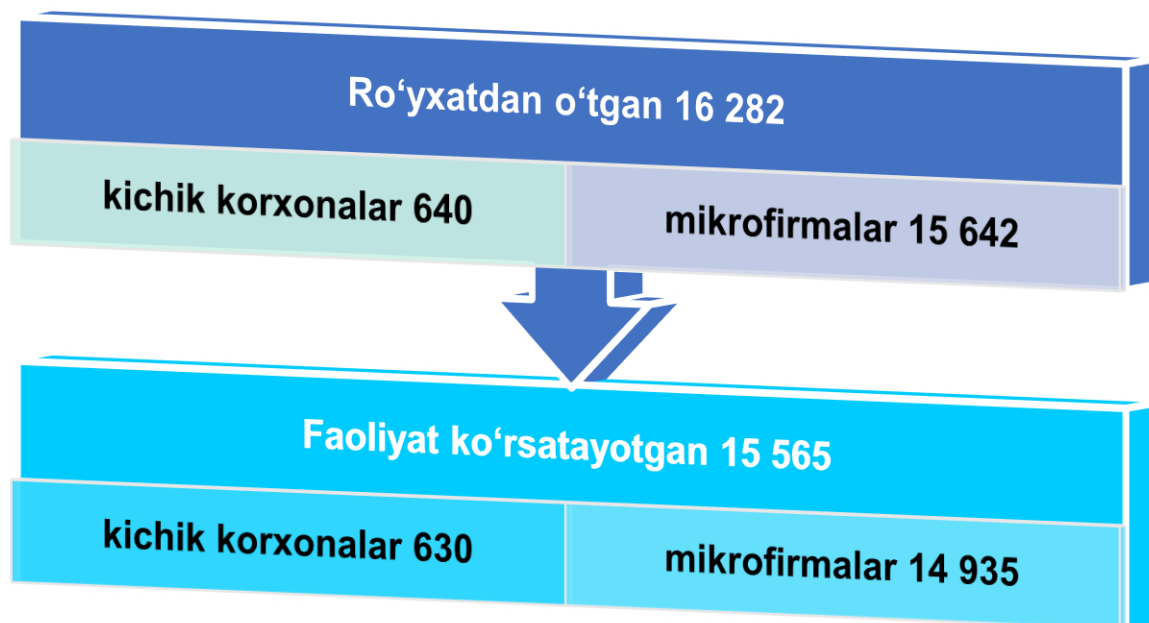 Ro‘yxatdan o‘tgan 16 282
kichik korxonalar 640
mikrofirmalar 15 642
Faoliyat ko‘rsatayotgan 15 565
kichik korxonalar 630
mikrofirmalar 14 935